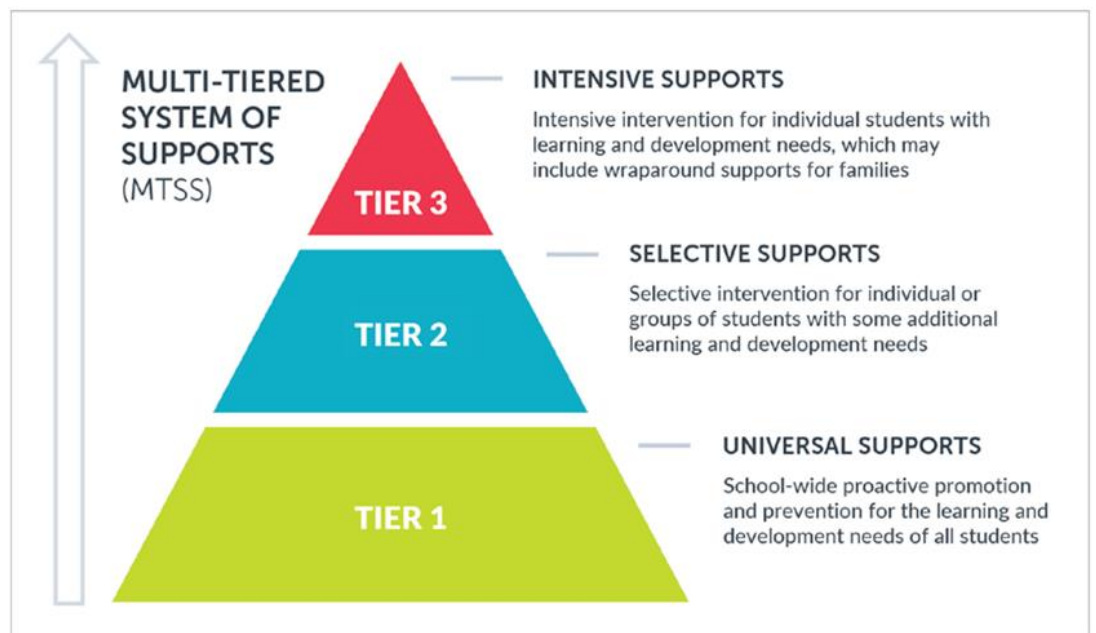 MULTI-TIERED
SYSTEM OF
SUPPORTS
(MTSS)
INTENSIVE SUPPORTS
Intensive intervention for individual students with
learning and development needs, which may
include wraparound supports for families
TIER 3
SELECTIVE SUPPORTS
Selective intervention for individual or
groups of students with some additional
learning and development needs
TIER 2
UNIVERSAL SUPPORTS
School-wide proactive promotion
and prevention for the learning and
development needs of all students
TIER 1